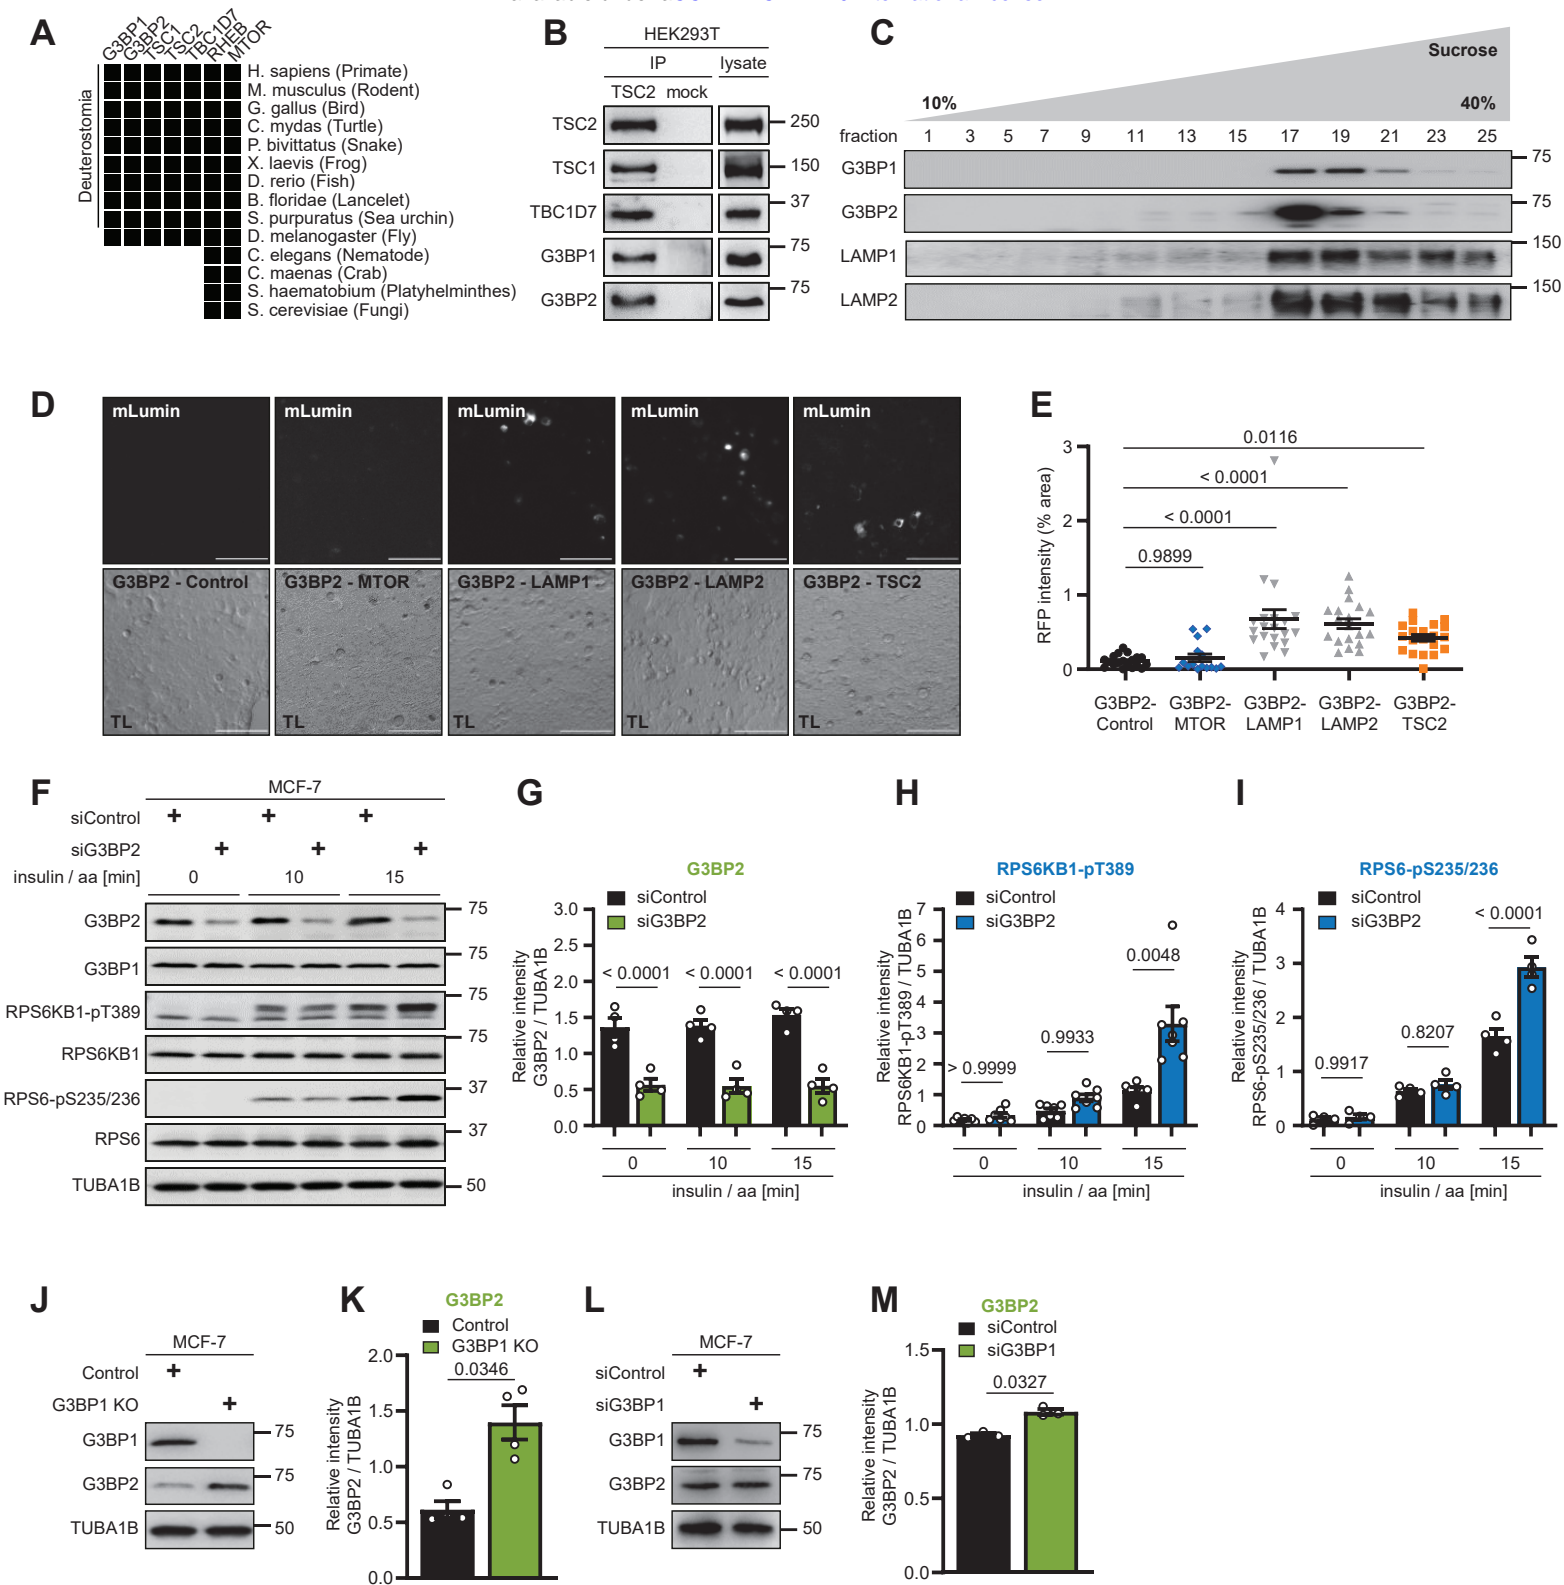 A
G3BP1
G3BP2
TSC1
TSC2
TBC1D7
RHEB
MTOR
Deuterostomia
H. sapiens (Primate)
M. musculus (Rodent)
G. gallus (Bird)
C. mydas (Turtle)
P. bivittatus (Snake)
X. laevis (Frog)
D. rerio (Fish)
B. floridae (Lancelet)
S. purpuratus (Sea urchin)
D. melanogaster (Fly)
C. elegans (Nematode)
C. maenas (Crab)
S. haematobium (Platyhelminthes)
S. cerevisiae (Fungi)
B
HEK293T
IP lysate
TSC2 mock
TSC2 250
TSC1 150
TBC1D7 37
G3BP1 75
G3BP2 75
C
Sucrose
10% 40%
fraction 1 3 5 7 9 11 13 15 17 19 21 23 25
G3BP1 75
G3BP2 75
LAMP1 150
LAMP2 150
D
mLumin mLumin mLumin mLumin mLumin
G3BP2 - Control G3BP2 - MTOR G3BP2 - LAMP1 G3BP2 - LAMP2 G3BP2 - TSC2
TL TL TL TL TL
E
RFP intensity (% area)
3
2
1
0
0.0116
< 0.0001
< 0.0001
0.9899
G3BP2- G3BP2- G3BP2- G3BP2- G3BP2-
Control MTOR LAMP1 LAMP2 TSC2
F
MCF-7
siControl + + +
siG3BP2 + + +
insulin / aa [min] 0 10 15
G3BP2 75
G3BP1 75
RPS6KB1-pT389 75
RPS6KB1 75
RPS6-pS235/236 37
RPS6 37
TUBA1B 50
G
G3BP2
siControl
siG3BP2
Relative intensity
G3BP2 / TUBA1B
3.0
2.5
2.0
1.5
1.0
0.5
0.0
< 0.0001 < 0.0001 < 0.0001
0 10 15
insulin / aa [min]
H
RPS6KB1-pT389
siControl
siG3BP2
Relative intensity
RPS6KB1-pT389 / TUBA1B
7
6
5
4
3
2
1
0
> 0.9999 0.9933 0.0048
0 10 15
insulin / aa [min]
I
RPS6-pS235/236
siControl
siG3BP2
Relative intensity
RPS6-pS235/236 / TUBA1B
4
3
2
1
0
0.9917 0.8207 < 0.0001
0 10 15
insulin / aa [min]
J
MCF-7
Control +
G3BP1 KO +
G3BP1 75
G3BP2 75
TUBA1B 50
K
G3BP2
Control
G3BP1 KO
Relative intensity
G3BP2 / TUBA1B
2.0
1.5
1.0
0.5
0.0
0.0346
L
MCF-7
siControl +
siG3BP1 +
G3BP1 75
G3BP2 75
TUBA1B 50
M
G3BP2
siControl
siG3BP1
Relative intensity
G3BP2 / TUBA1B
1.5
1.0
0.5
0.0
0.0327